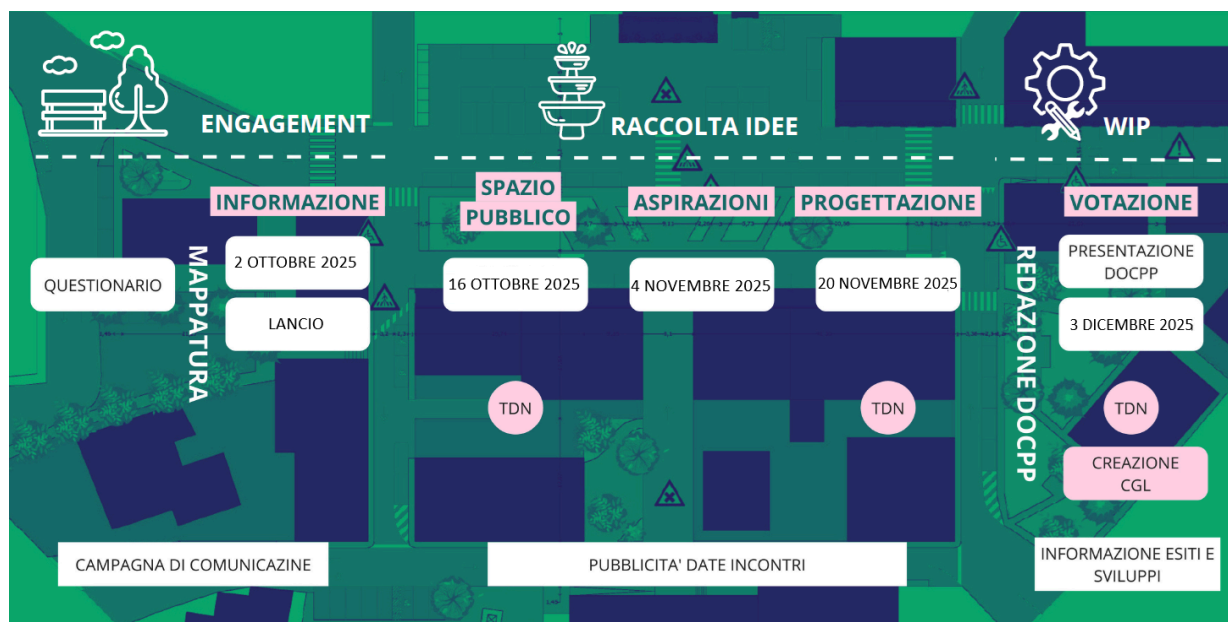 ENGAGEMENT
RACCOLTA IDEE
WIP
INFORMAZIONE
SPAZIO
PUBBLICO
ASPIRAZIONI
PROGETTAZIONE
VOTAZIONE
QUESTIONARIO
MAPPATURA
2 OTTOBRE 2025
LANCIO
16 OTTOBRE 2025
4 NOVEMBRE 2025
20 NOVEMBRE 2025
REDAZIONE DOCPP
PRESENTAZIONE
DOCPP
3 DICEMBRE 2025
TDN
TDN
TDN
CREAZIONE
CGL
CAMPAGNA DI COMUNICAZINE
PUBBLICITA' DATE INCONTRI
INFORMAZIONE ESITI E
SVILUPPI